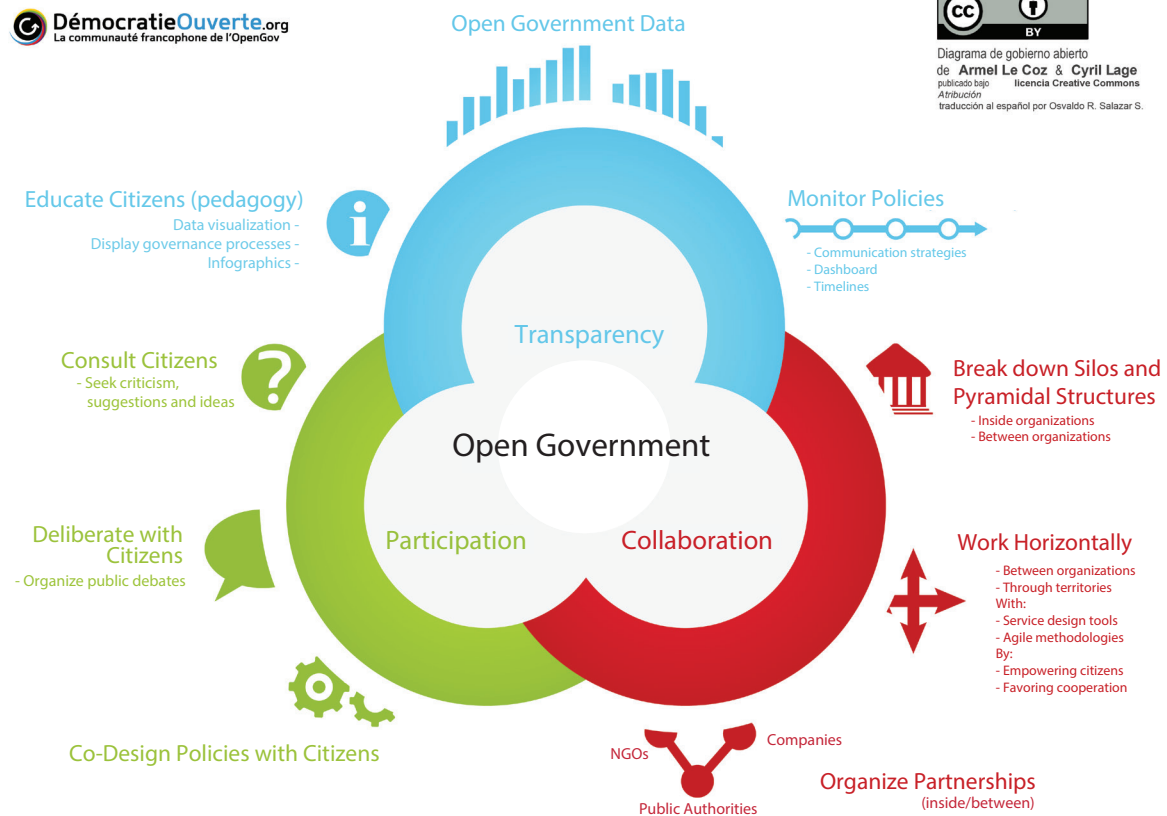 DémocratieOuverte.org
La communauté francophone de l'OpenGov
Open Government Data
CC
BY
Diagrama de gobierno abierto
de Armel Le Coz & Cyril Lage
publicado bajo licencia Creative Commons
Atribución
traducción al español por Osvaldo R. Salazar S.
Educate Citizens (pedagogy)
Data visualization -
Display governance processes -
Infographics -
i
Monitor Policies
- Communication strategies
- Dashboard
- Timelines
Transparency
Consult Citizens
- Seek criticism,
suggestions and ideas
?
Break down Silos and
Pyramidal Structures
- Inside organizations
- Between organizations
Open Government
Participation
Collaboration
Deliberate with
Citizens
- Organize public debates
Work Horizontally
- Between organizations
- Through territories
With:
- Service design tools
- Agile methodologies
By:
- Empowering citizens
- Favoring cooperation
Co-Design Policies with Citizens
NGOs
Companies
Public Authorities
Organize Partnerships
(inside/between)